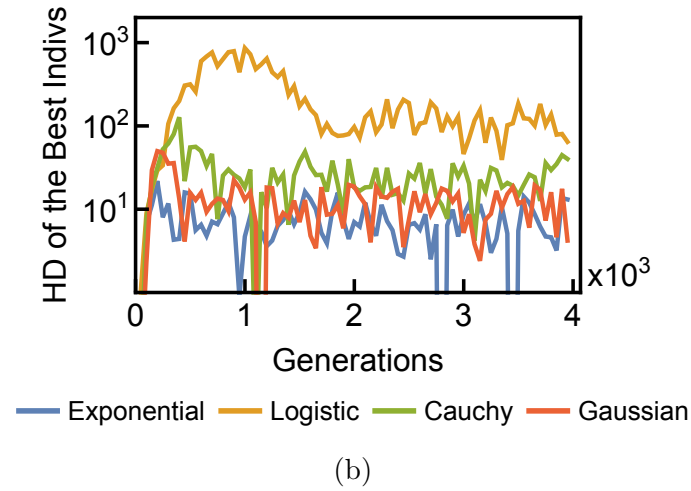 HD of the Best Indivs
10³
10²
10¹
0 1 2 3 4
x10³
Generations
Exponential Logistic Cauchy Gaussian
(b)